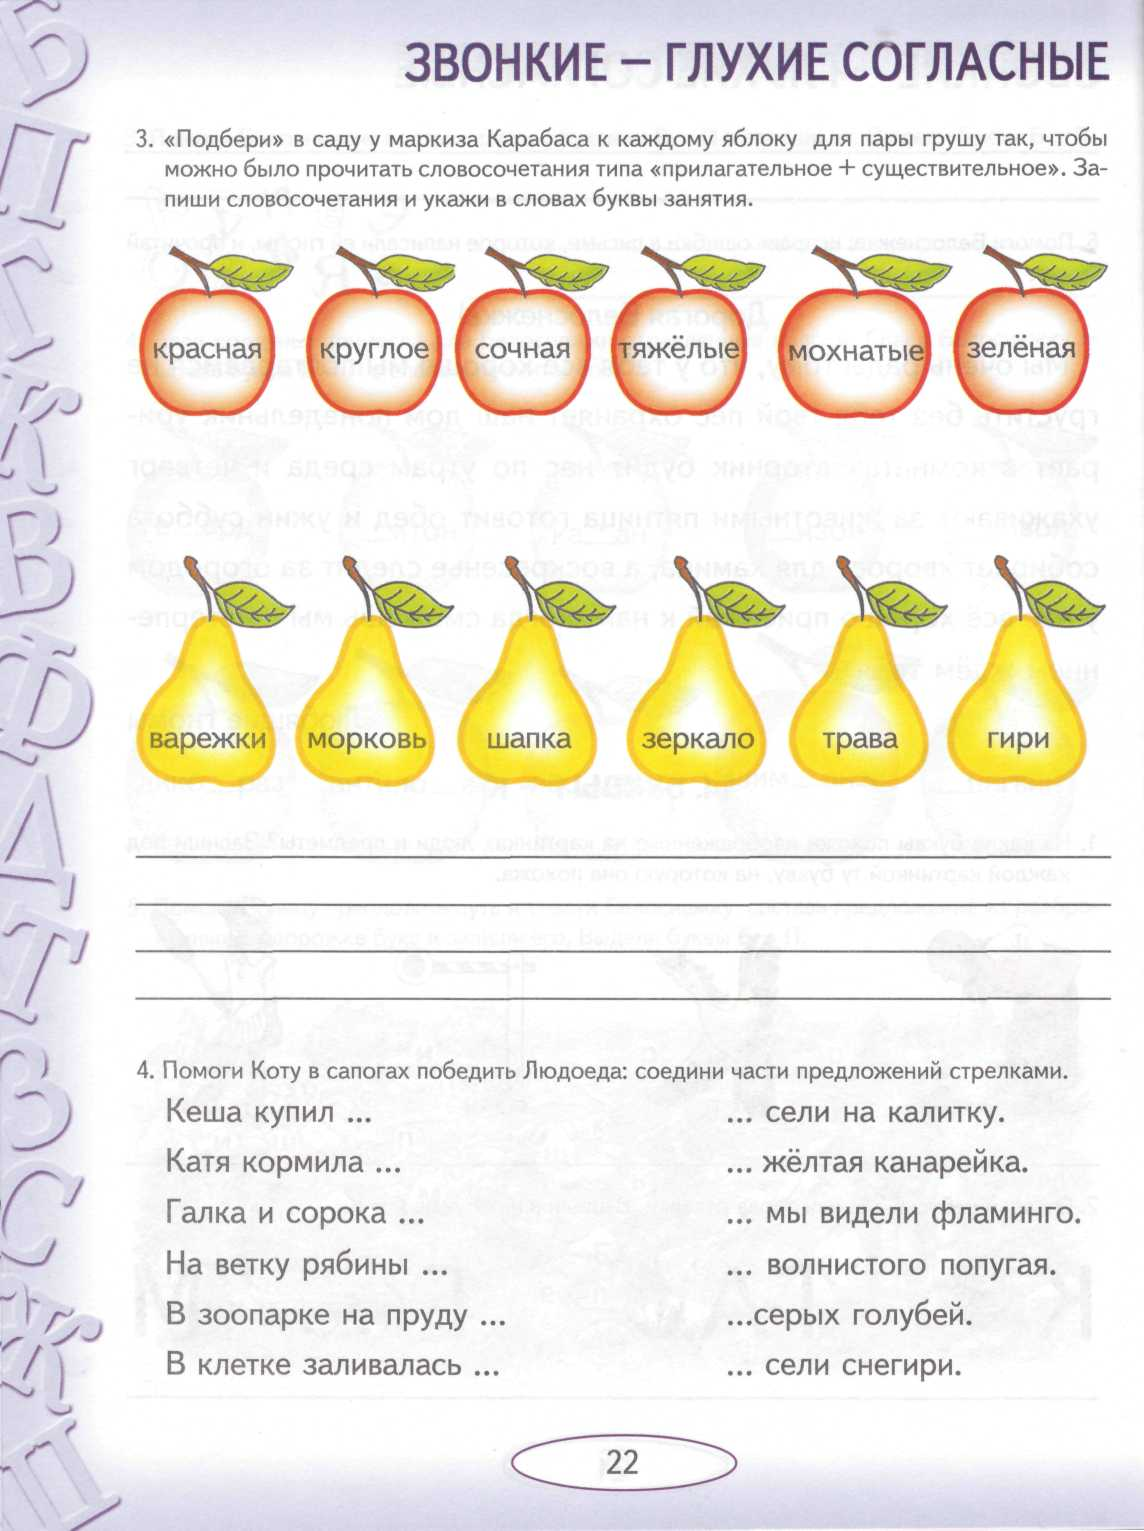 ЗВОНКИЕ – ГЛУХИЕ СОГЛАСНЫЕ
3. «Подбери» в саду у маркиза Карабаса к каждому яблоку для пары грушу так, чтобы
можно было прочитать словосочетания типа «прилагательное + существительное». За-
пиши словосочетания и укажи в словах буквы занятия.
красная круглое сочная тяжёлые мохнатые зелёная
варежки морковь шапка зеркало трава гири
4. Помоги Коту в сапогах победить Людоеда: соедини части предложений стрелками.
Кеша купил ... ... сели на калитку.
Катя кормила ... ... жёлтая канарейка.
Галка и сорока ... ... мы видели фламинго.
На ветку рябины ... ... волнистого попугая.
В зоопарке на пруду ... ...серых голубей.
В клетке заливалась ... ... сели снегири.
22
Б
П
Г
К
В
Ф
Д
Т
З
С
Ж
Ш